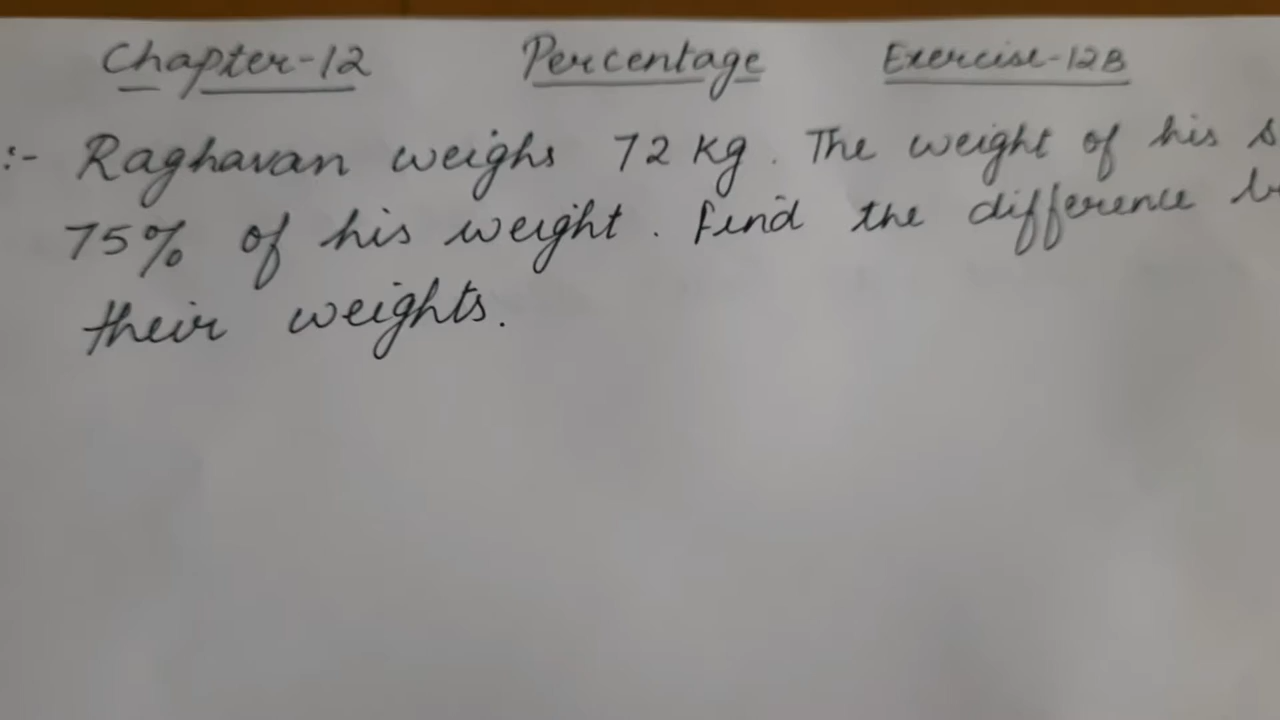 Chapter-12 Percentage Exercise-12B
:- Raghavan weighs 72 kg. The weight of his
75% of his weight. Find the difference
their weights.